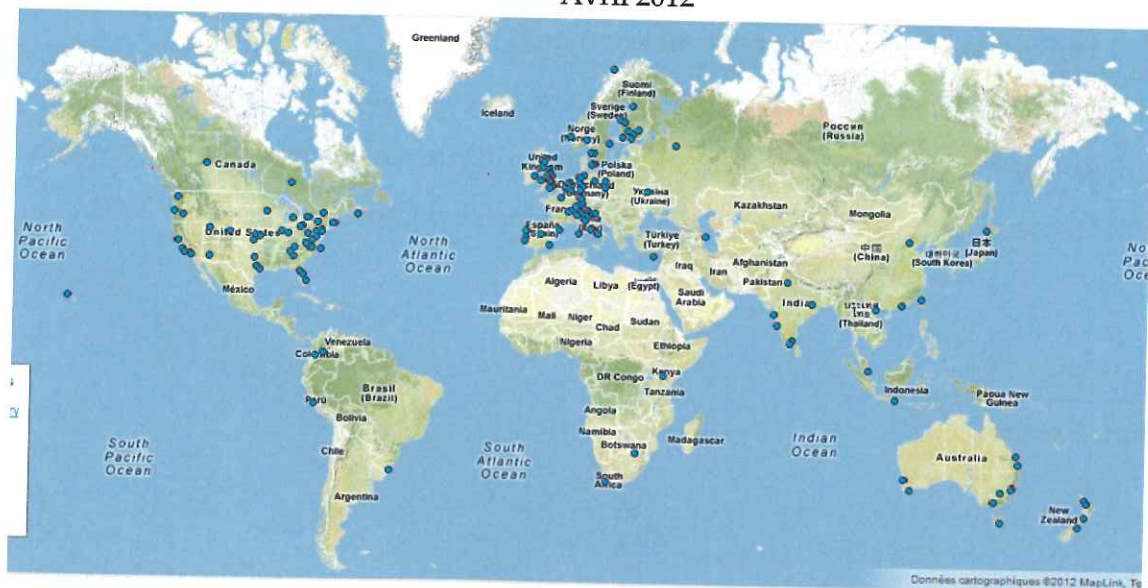 Avril 2012
Greenland
Iceland
Suomi
(Finland)
Sverige
(Sweden)
Norge
(Norway)
Россия
(Russia)
United
Kingdom
Polska
(Poland)
Україна
(Ukraine)
France
España
(Spain)
Türkiye
(Turkey)
Kazakhstan
Mongolia
中国
(China)
대한민국
(South Korea)
日本
(Japan)
Canada
United States
México
North
Pacific
Ocean
North
Atlantic
Ocean
Algeria
Libya
(Egypt)
Iraq
Iran
Afghanistan
Pakistan
India
Saudi
Arabia
(Thailand)
Mauritania
Mali
Niger
Chad
Sudan
Nigeria
Ethiopia
DR Congo
Kenya
Tanzania
Angola
Namibia
Botswana
Madagascar
South
Africa
Venezuela
Colombia
Perú
Brasil
(Brazil)
Bolivia
Chile
Argentina
South
Pacific
Ocean
South
Atlantic
Ocean
Indian
Ocean
Indonesia
Papua New
Guinea
Australia
New
Zealand
Données cartographiques ©2012 MapLink, Te